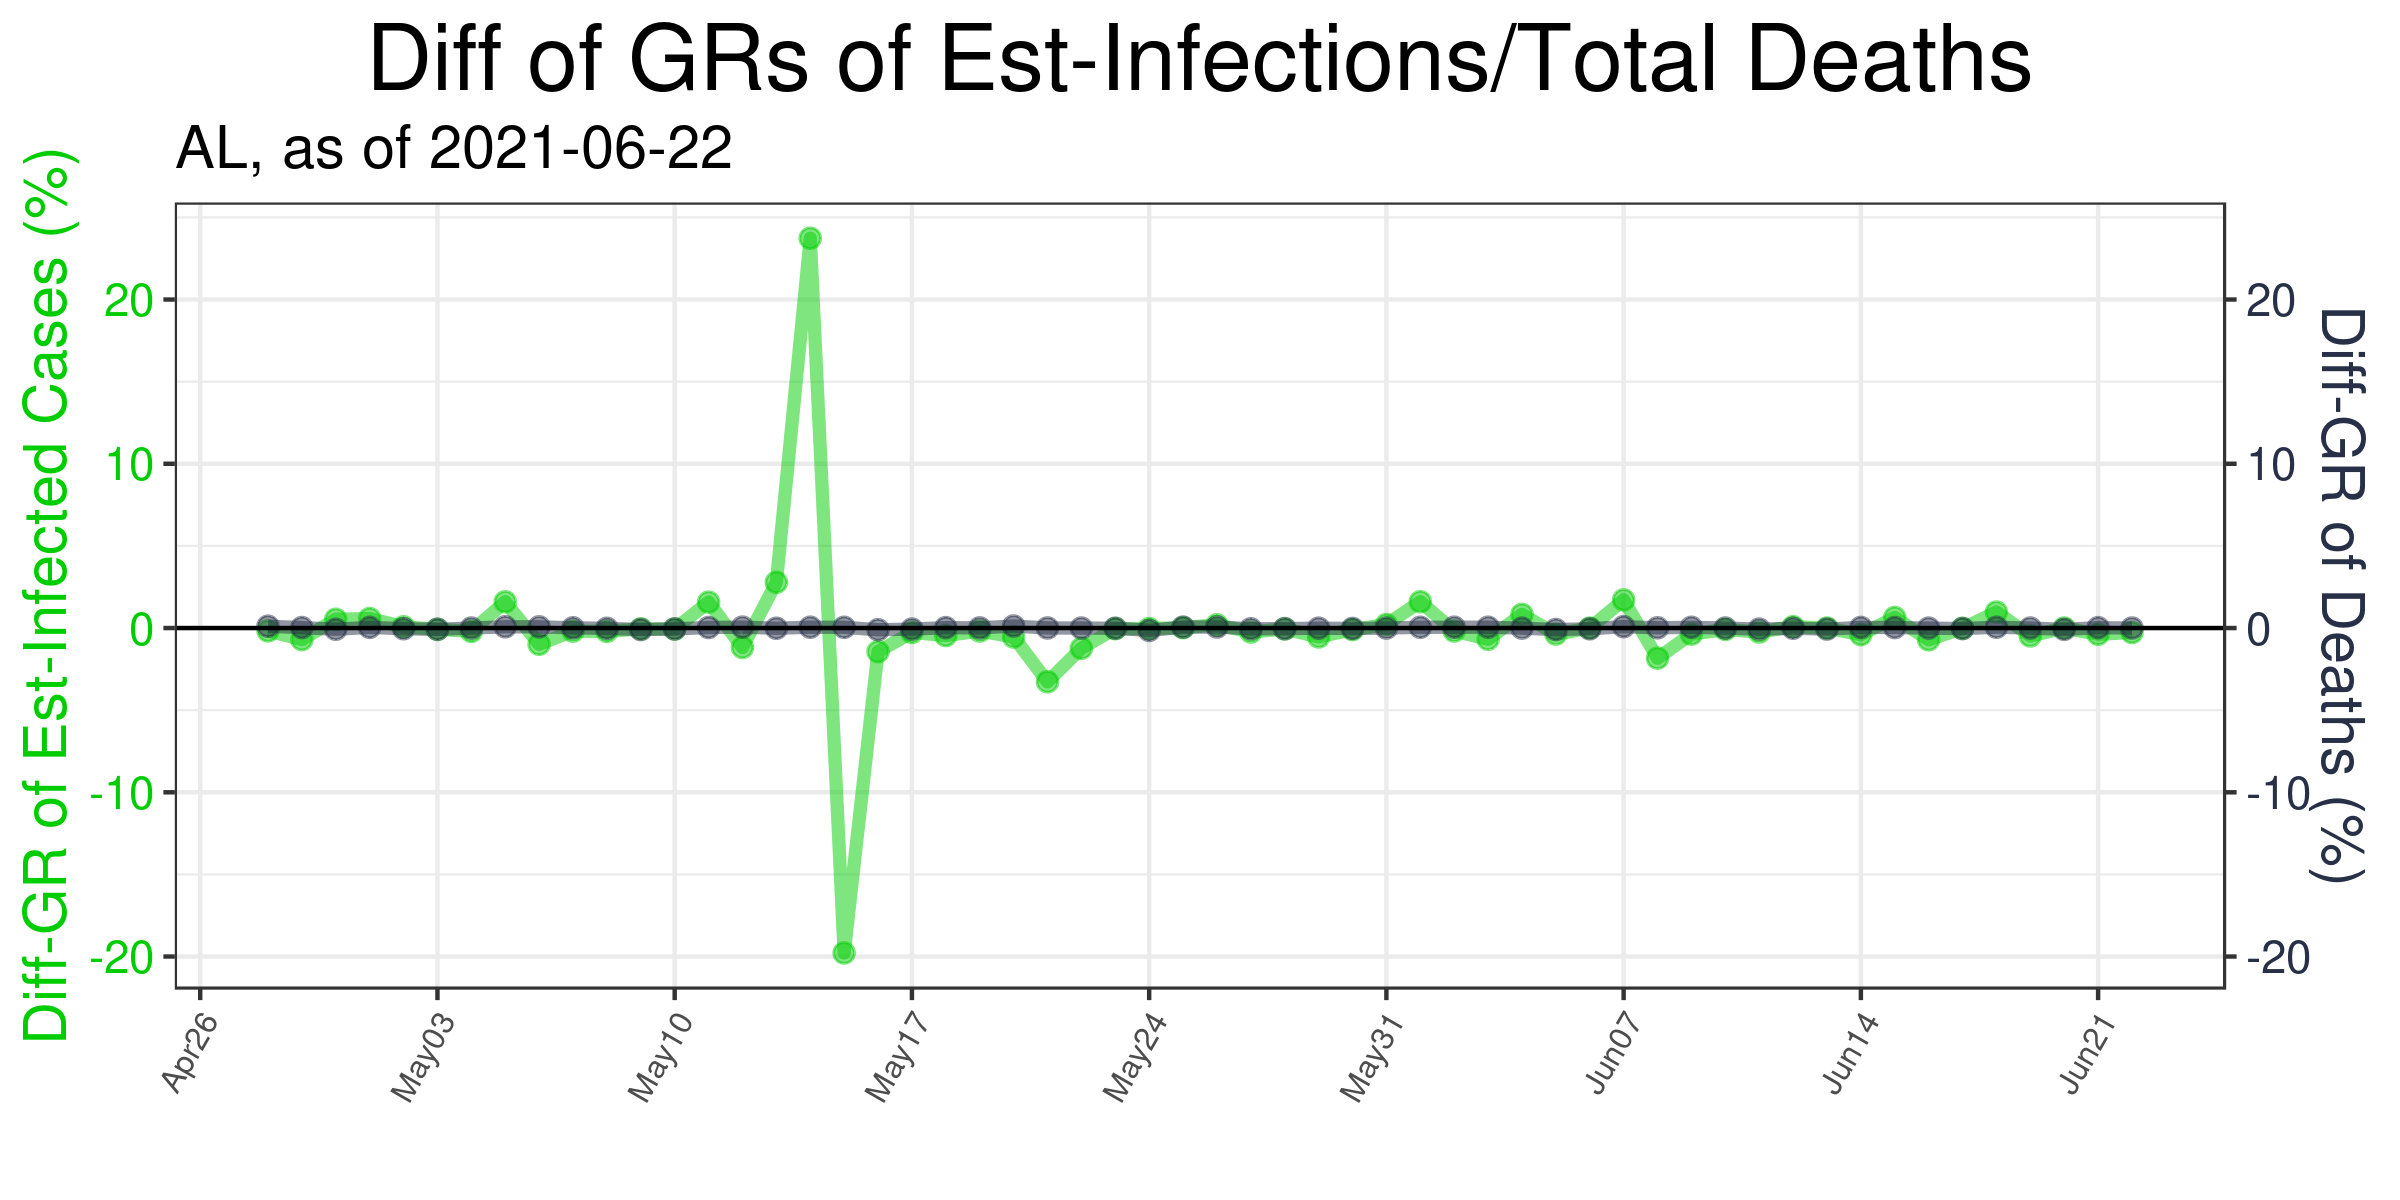 Diff of GRs of Est-Infections/Total Deaths
AL, as of 2021-06-22
Diff-GR of Est-Infected Cases (%)
20
10
0
-10
-20
20
10
0
-10
-20
Diff-GR of Deaths (%)
Apr26
May03
May10
May17
May24
May31
Jun07
Jun14
Jun21